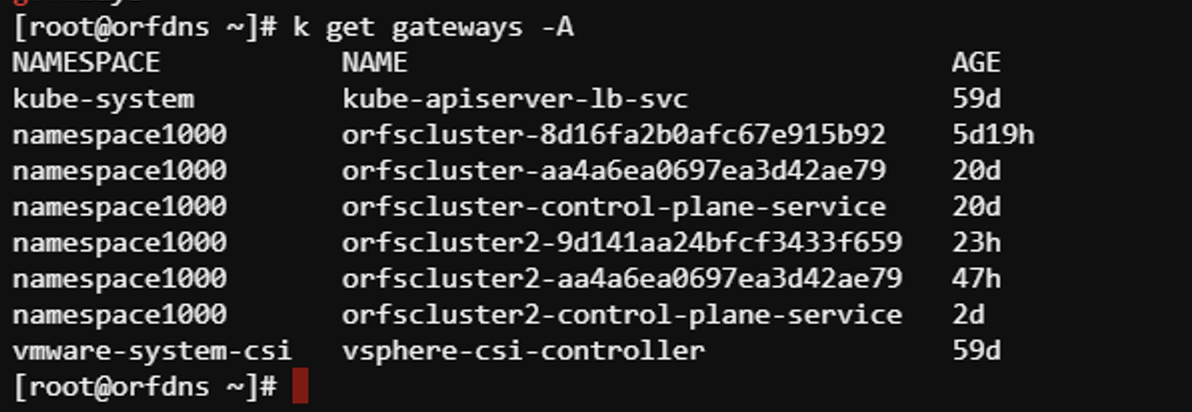 [root@orfdns ~]# k get gateways -A
NAMESPACE NAME AGE
kube-system kube-apiserver-lb-svc 59d
namespace1000 orfscluster-8d16fa2b0afc67e915b92 5d19h
namespace1000 orfscluster-aa4a6ea0697ea3d42ae79 20d
namespace1000 orfscluster-control-plane-service 20d
namespace1000 orfscluster2-9d141aa24bfcf3433f659 23h
namespace1000 orfscluster2-aa4a6ea0697ea3d42ae79 47h
namespace1000 orfscluster2-control-plane-service 2d
vmware-system-csi vsphere-csi-controller 59d
[root@orfdns ~]#